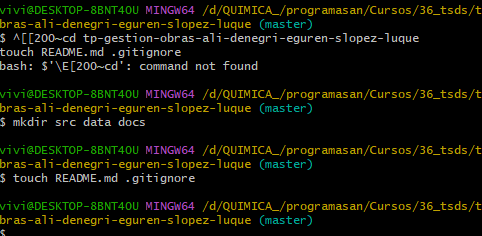 vivi@DESKTOP-8BNT40U MINGW64 /d/QUIMICA_/programasan/Cursos/36_tsds/t
bras-ali-denegri-eguren-slopez-luque (master)
$ ^[[200~cd tp-gestion-obras-ali-denegri-eguren-slopez-luque
touch README.md .gitignore
bash: $'\E[200~cd': command not found
vivi@DESKTOP-8BNT40U MINGW64 /d/QUIMICA_/programasan/Cursos/36_tsds/t
bras-ali-denegri-eguren-slopez-luque (master)
$ mkdir src data docs
vivi@DESKTOP-8BNT40U MINGW64 /d/QUIMICA_/programasan/Cursos/36_tsds/t
bras-ali-denegri-eguren-slopez-luque (master)
$ touch README.md .gitignore
vivi@DESKTOP-8BNT40U MINGW64 /d/QUIMICA_/programasan/Cursos/36_tsds/t
bras-ali-denegri-eguren-slopez-luque (master)
$